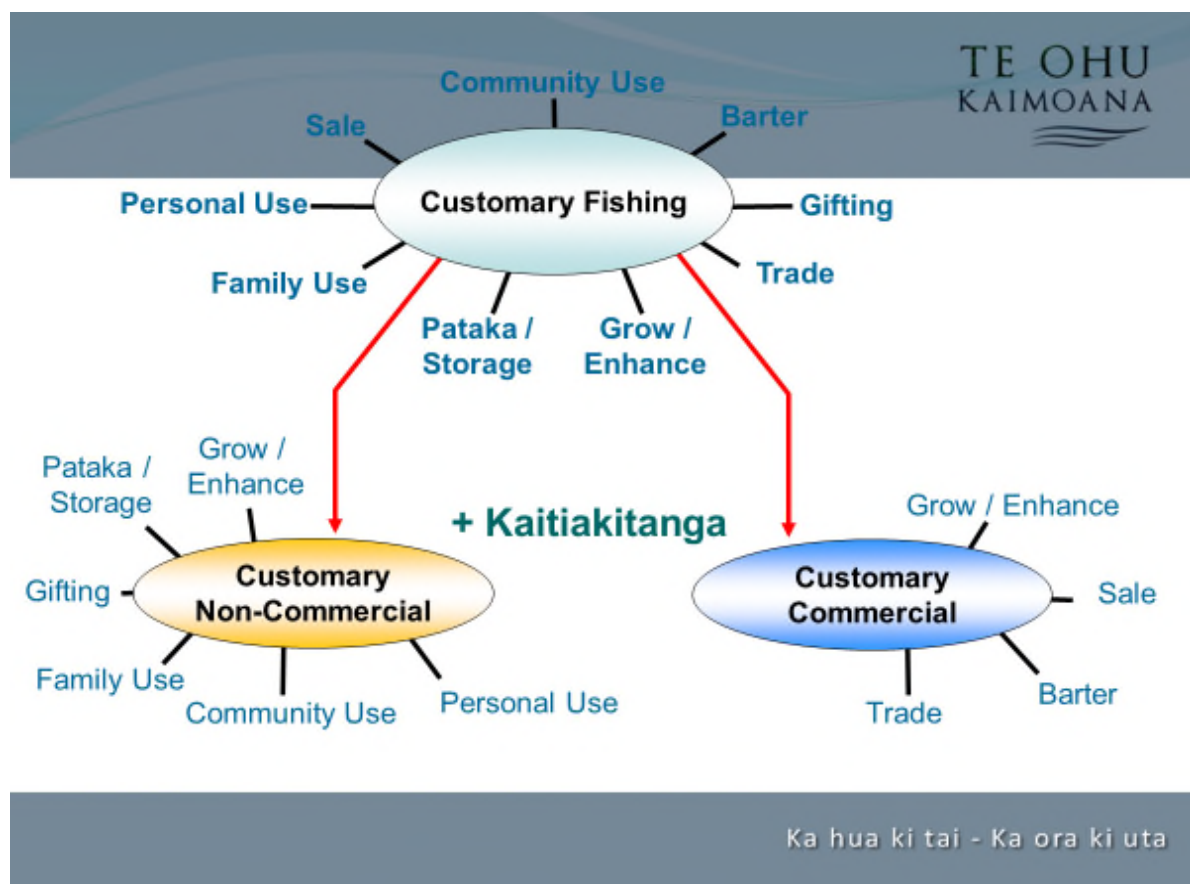 TE OHU
KAIMOANA
Community Use
Sale
Barter
Personal Use
Customary Fishing
Gifting
Family Use
Trade
Pataka /
Storage
Grow /
Enhance
Pataka /
Storage
Grow /
Enhance
+ Kaitiakitanga
Grow / Enhance
Gifting
Customary
Non-Commercial
Customary
Commercial
Sale
Family Use
Community Use
Personal Use
Trade
Barter
Ka hua ki tai - Ka ora ki uta